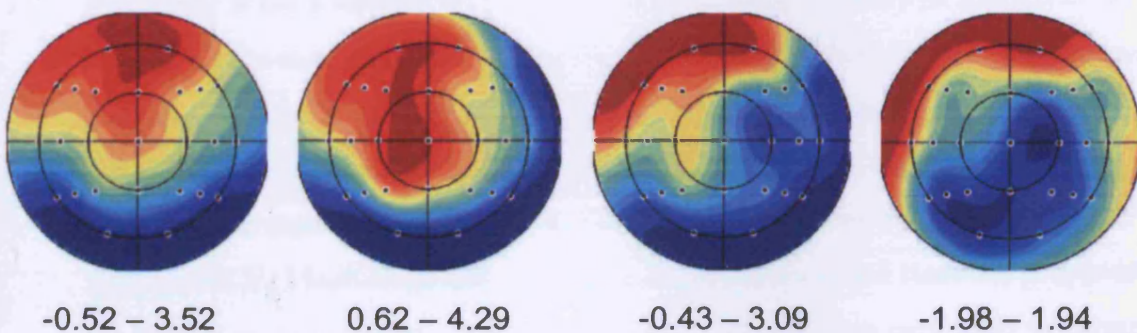 -0.52 – 3.52 0.62 – 4.29 -0.43 – 3.09 -1.98 – 1.94